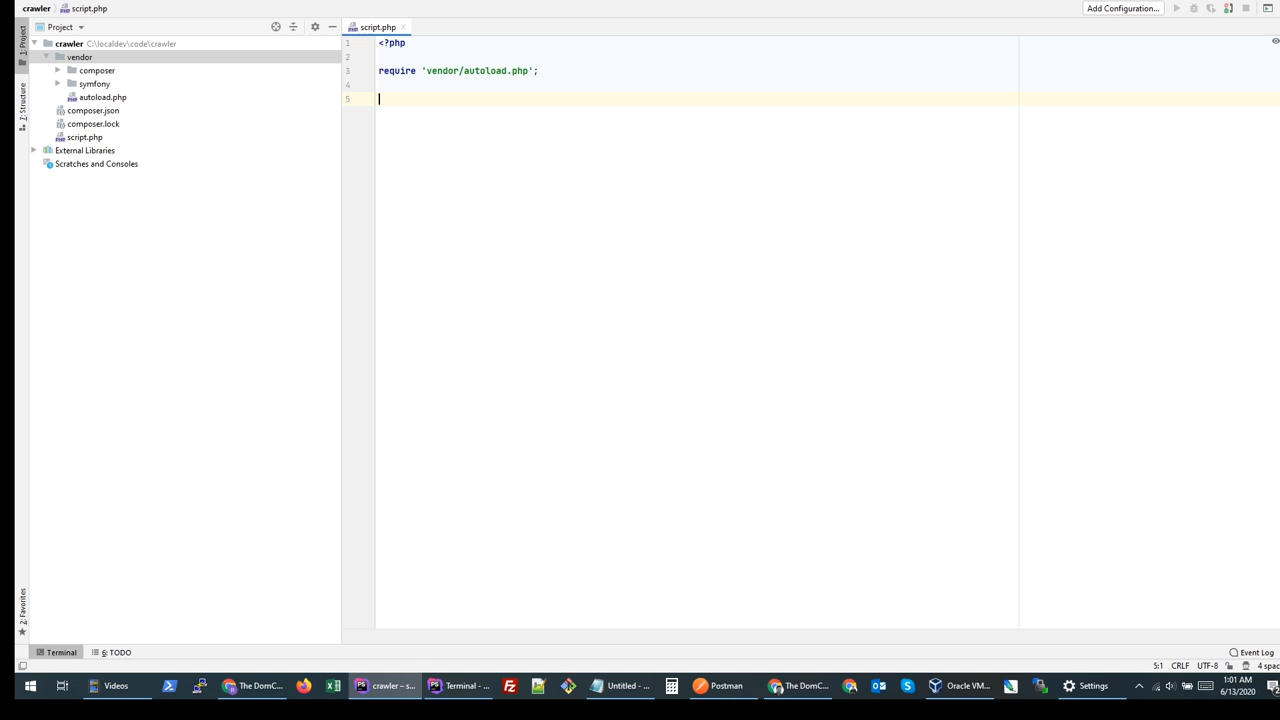 crawler script.php Add Configuration...
Project script.php
1: Project
crawler C:\localdev\code\crawler
vendor
composer
symfony
autoload.php
composer.json
composer.lock
script.php
External Libraries
Scratches and Consoles
Z: Structure
2: Favorites
1 <?php
2
3 require 'vendor/autoload.php';
4
5
Terminal 6: TODO Event Log
5:1 CRLF UTF-8 4 spac
Videos The DomC... crawler – s... Terminal - ... Untitled - ... Postman The DomC... Oracle VM... Settings 1:01 AM
6/13/2020